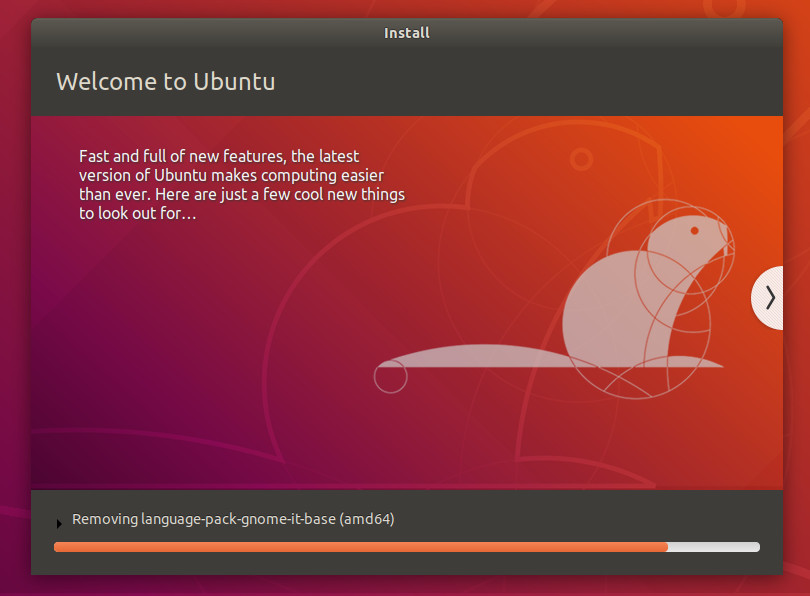 Install
Welcome to Ubuntu
Fast and full of new features, the latest
version of Ubuntu makes computing easier
than ever. Here are just a few cool new things
to look out for…
Removing language-pack-gnome-it-base (amd64)